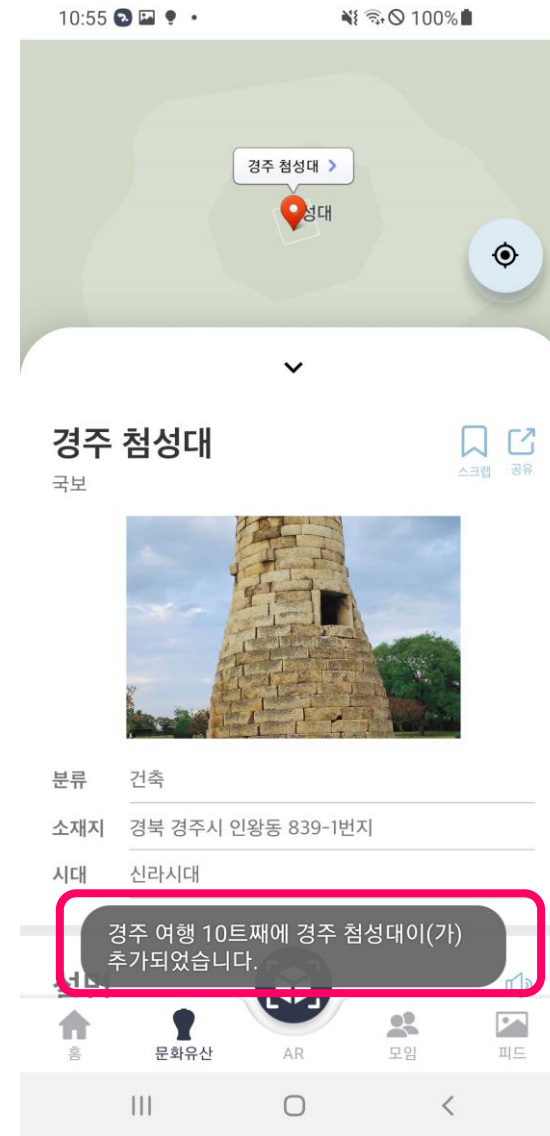 10:55 100%
경주 첨성대
성대
경주 첨성대
국보
스크랩 공유
분류 건축
소재지 경북 경주시 인왕동 839-1번지
시대 신라시대
경주 여행 10트째에 경주 첨성대이(가)
추가되었습니다.
홈 문화유산 AR 모임 피드